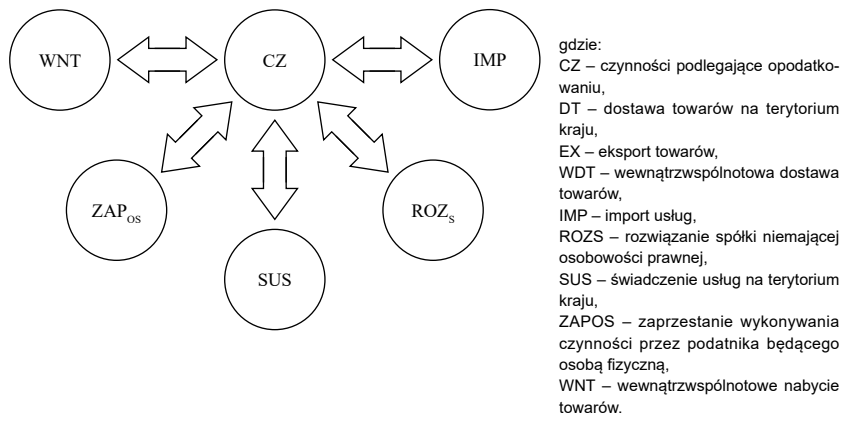 WNT
CZ
IMP
ZAPOS
SUS
ROZS
gdzie:
CZ – czynności podlegające opodatko-
waniu,
DT – dostawa towarów na terytorium
kraju,
EX – eksport towarów,
WDT – wewnątrzwspólnotowa dostawa
towarów,
IMP – import usług,
ROZS – rozwiązanie spółki niemającej
osobowości prawnej,
SUS – świadczenie usług na terytorium
kraju,
ZAPOS – zaprzestanie wykonywania
czynności przez podatnika będącego
osobą fizyczną,
WNT – wewnątrzwspólnotowe nabycie
towarów.